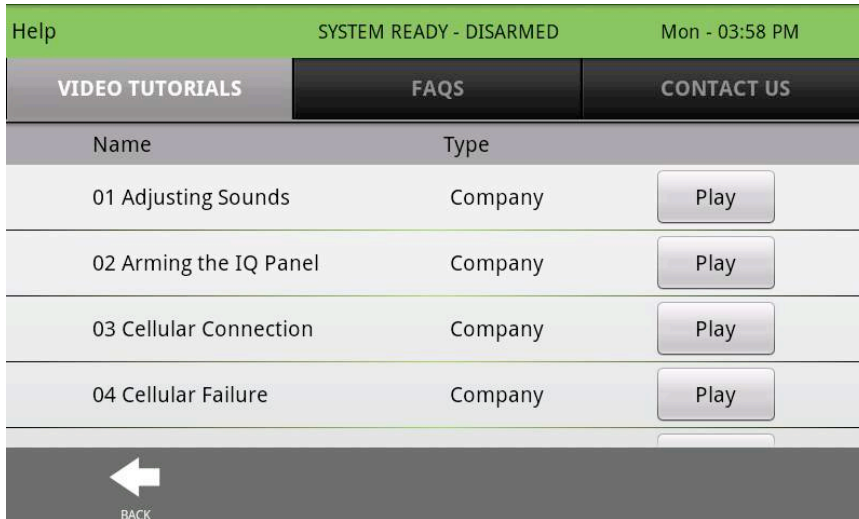 Help SYSTEM READY - DISARMED Mon - 03:58 PM
VIDEO TUTORIALS FAQS CONTACT US
Name Type
01 Adjusting Sounds Company Play
02 Arming the IQ Panel Company Play
03 Cellular Connection Company Play
04 Cellular Failure Company Play
BACK